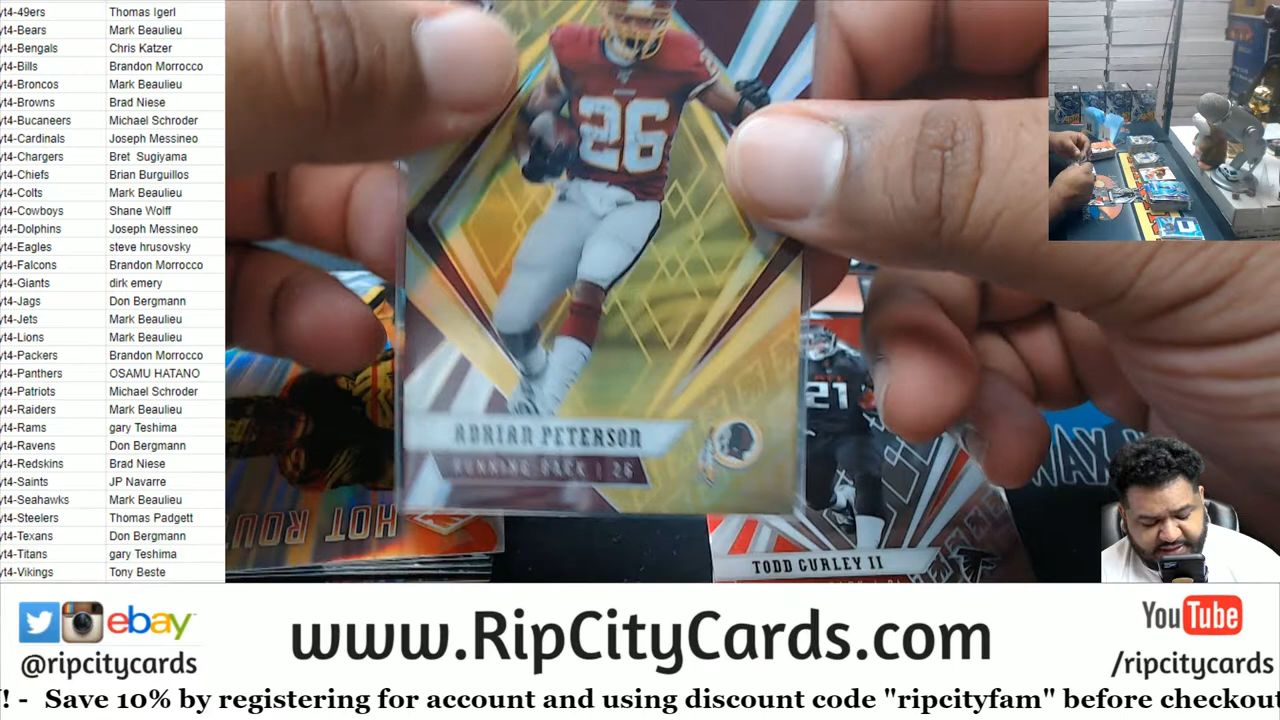 yt4-49ers Thomas Igerl
yt4-Bears Mark Beaulieu
yt4-Bengals Chris Katzer
yt4-Bills Brandon Morrocco
yt4-Broncos Mark Beaulieu
yt4-Browns Brad Niese
yt4-Bucaneers Michael Schroder
yt4-Cardinals Joseph Messineo
yt4-Chargers Bret Sugiyama
yt4-Chiefs Brian Burguillos
yt4-Colts Mark Beaulieu
yt4-Cowboys Shane Wolff
yt4-Dolphins Joseph Messineo
yt4-Eagles steve hrusovsky
yt4-Falcons Brandon Morrocco
yt4-Giants dirk emery
yt4-Jags Don Bergmann
yt4-Jets Mark Beaulieu
yt4-Lions Mark Beaulieu
yt4-Packers Brandon Morrocco
yt4-Panthers OSAMU HATANO
yt4-Patriots Michael Schroder
yt4-Raiders Mark Beaulieu
yt4-Rams gary Teshima
yt4-Ravens Don Bergmann
yt4-Redskins Brad Niese
yt4-Saints JP Navarre
yt4-Seahawks Mark Beaulieu
yt4-Steelers Thomas Padgett
yt4-Texans Don Bergmann
yt4-Titans gary Teshima
yt4-Vikings Tony Beste
26
ADRIAN PETERSON
RUNNING BACK | 26
21
TODD GURLEY II
HOT ROU
WAX
ebay
@ripcitycards
www.RipCityCards.com
YouTube
/ripcitycards
! - Save 10% by registering for account and using discount code "ripcityfam" before checkout